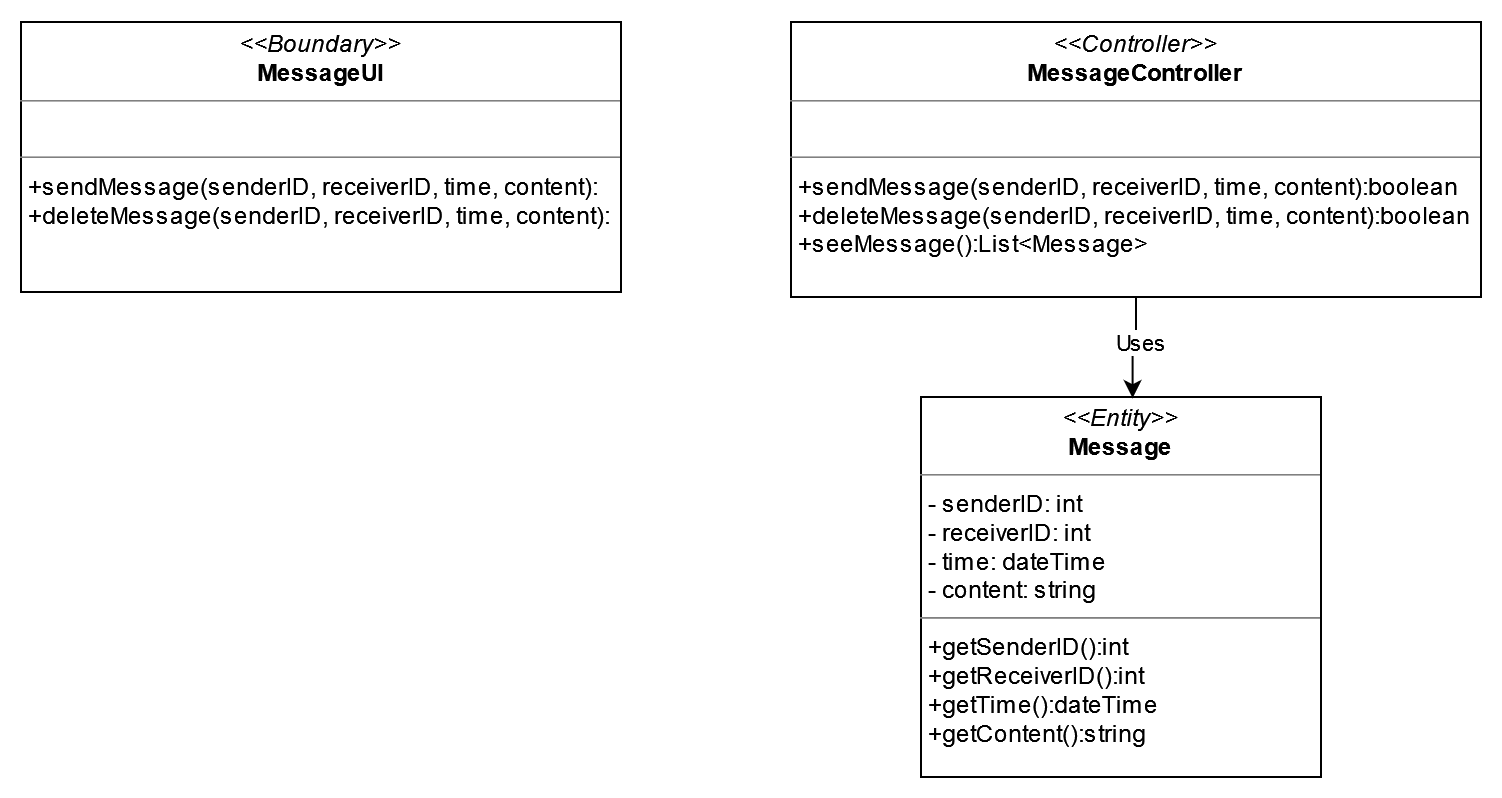 <<Boundary>>
MessageUI
+sendMessage(senderID, receiverID, time, content):
+deleteMessage(senderID, receiverID, time, content):
<<Controller>>
MessageController
+sendMessage(senderID, receiverID, time, content):boolean
+deleteMessage(senderID, receiverID, time, content):boolean
+seeMessage():List<Message>
Uses
<<Entity>>
Message
- senderID: int
- receiverID: int
- time: dateTime
- content: string
+getSenderID():int
+getReceiverID():int
+getTime():dateTime
+getContent():string